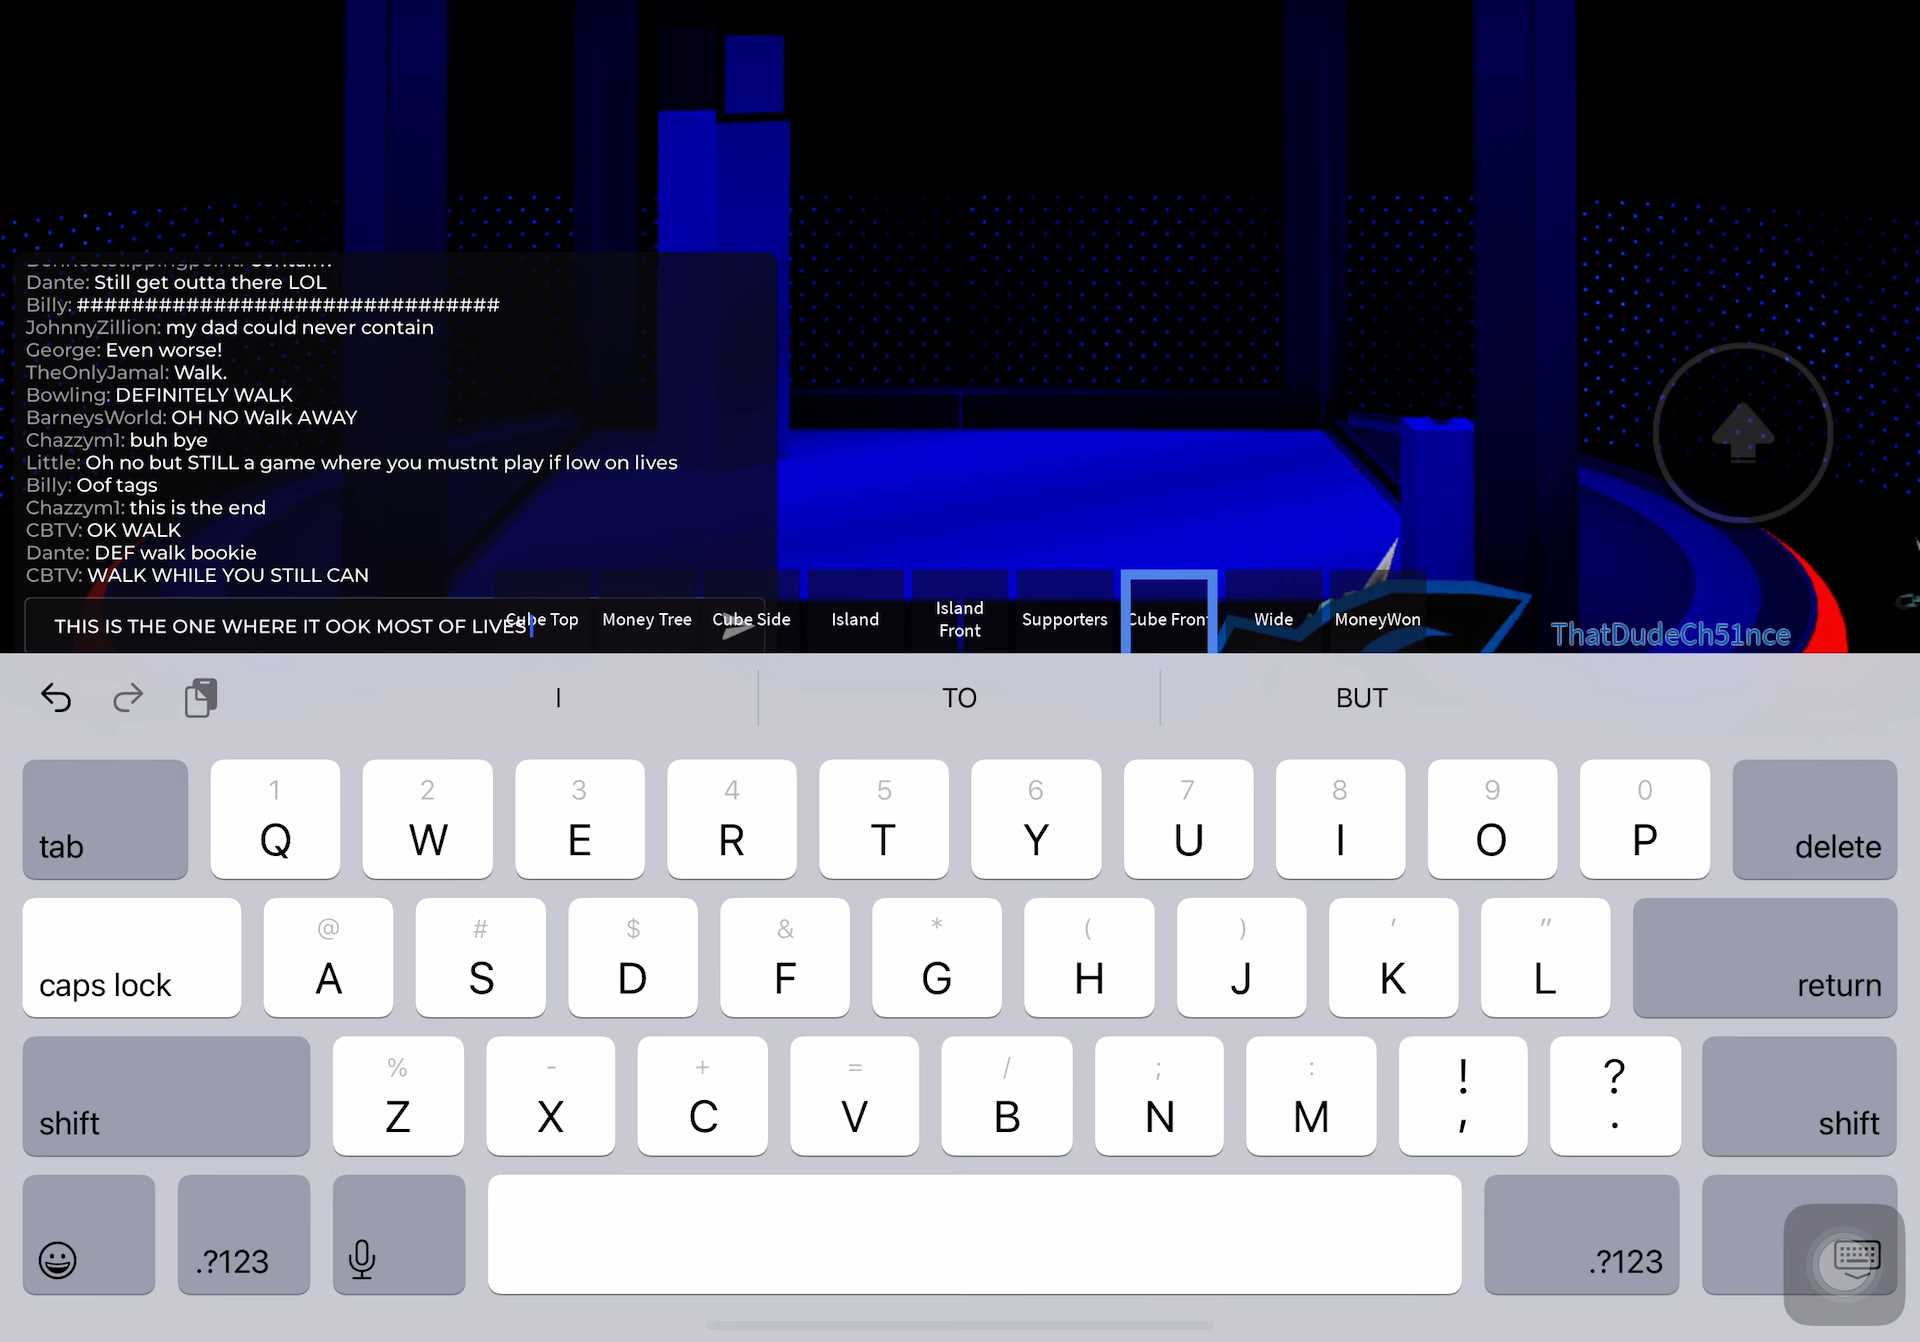 Dante: Still get outta there LOL
Billy: ###############################
JohnnyZillion: my dad could never contain
George: Even worse!
TheOnlyJamal: Walk.
Bowling: DEFINITELY WALK
BarneysWorld: OH NO Walk AWAY
Chazzym1: buh bye
Little: Oh no but STILL a game where you mustnt play if low on lives
Billy: Oof tags
Chazzym1: this is the end
CBTV: OK WALK
Dante: DEF walk bookie
CBTV: WALK WHILE YOU STILL CAN
THIS IS THE ONE WHERE IT OOK MOST OF LIVES
Cube Top Money Tree Cube Side Island Island Front Supporters Cube Front Wide MoneyWon
ThatDudeCh51nce
I TO BUT
1 2 3 4 5 6 7 8 9 0
tab Q W E R T Y U I O P delete
@ # $ & * ( ) ' "
caps lock A S D F G H J K L return
% - + = / ; : ! ?
shift Z X C V B N M , . shift
.?123 .?123